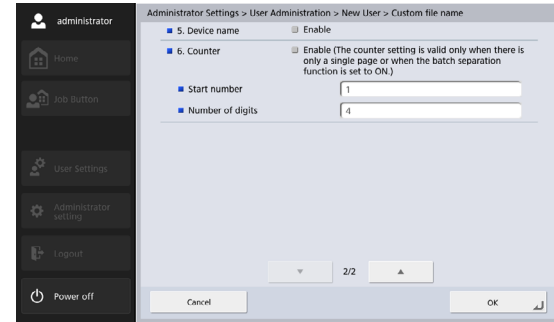 administrator
Administrator Settings > User Administration > New User > Custom file name
5. Device name
Enable
Home
6. Counter
Enable (The counter setting is valid only when there is
only a single page or when the batch separation
function is set to ON.)
Start number
1
Job Button
Number of digits
4
User Settings
Administrator
setting
Logout
2/2
Power off
Cancel
OK